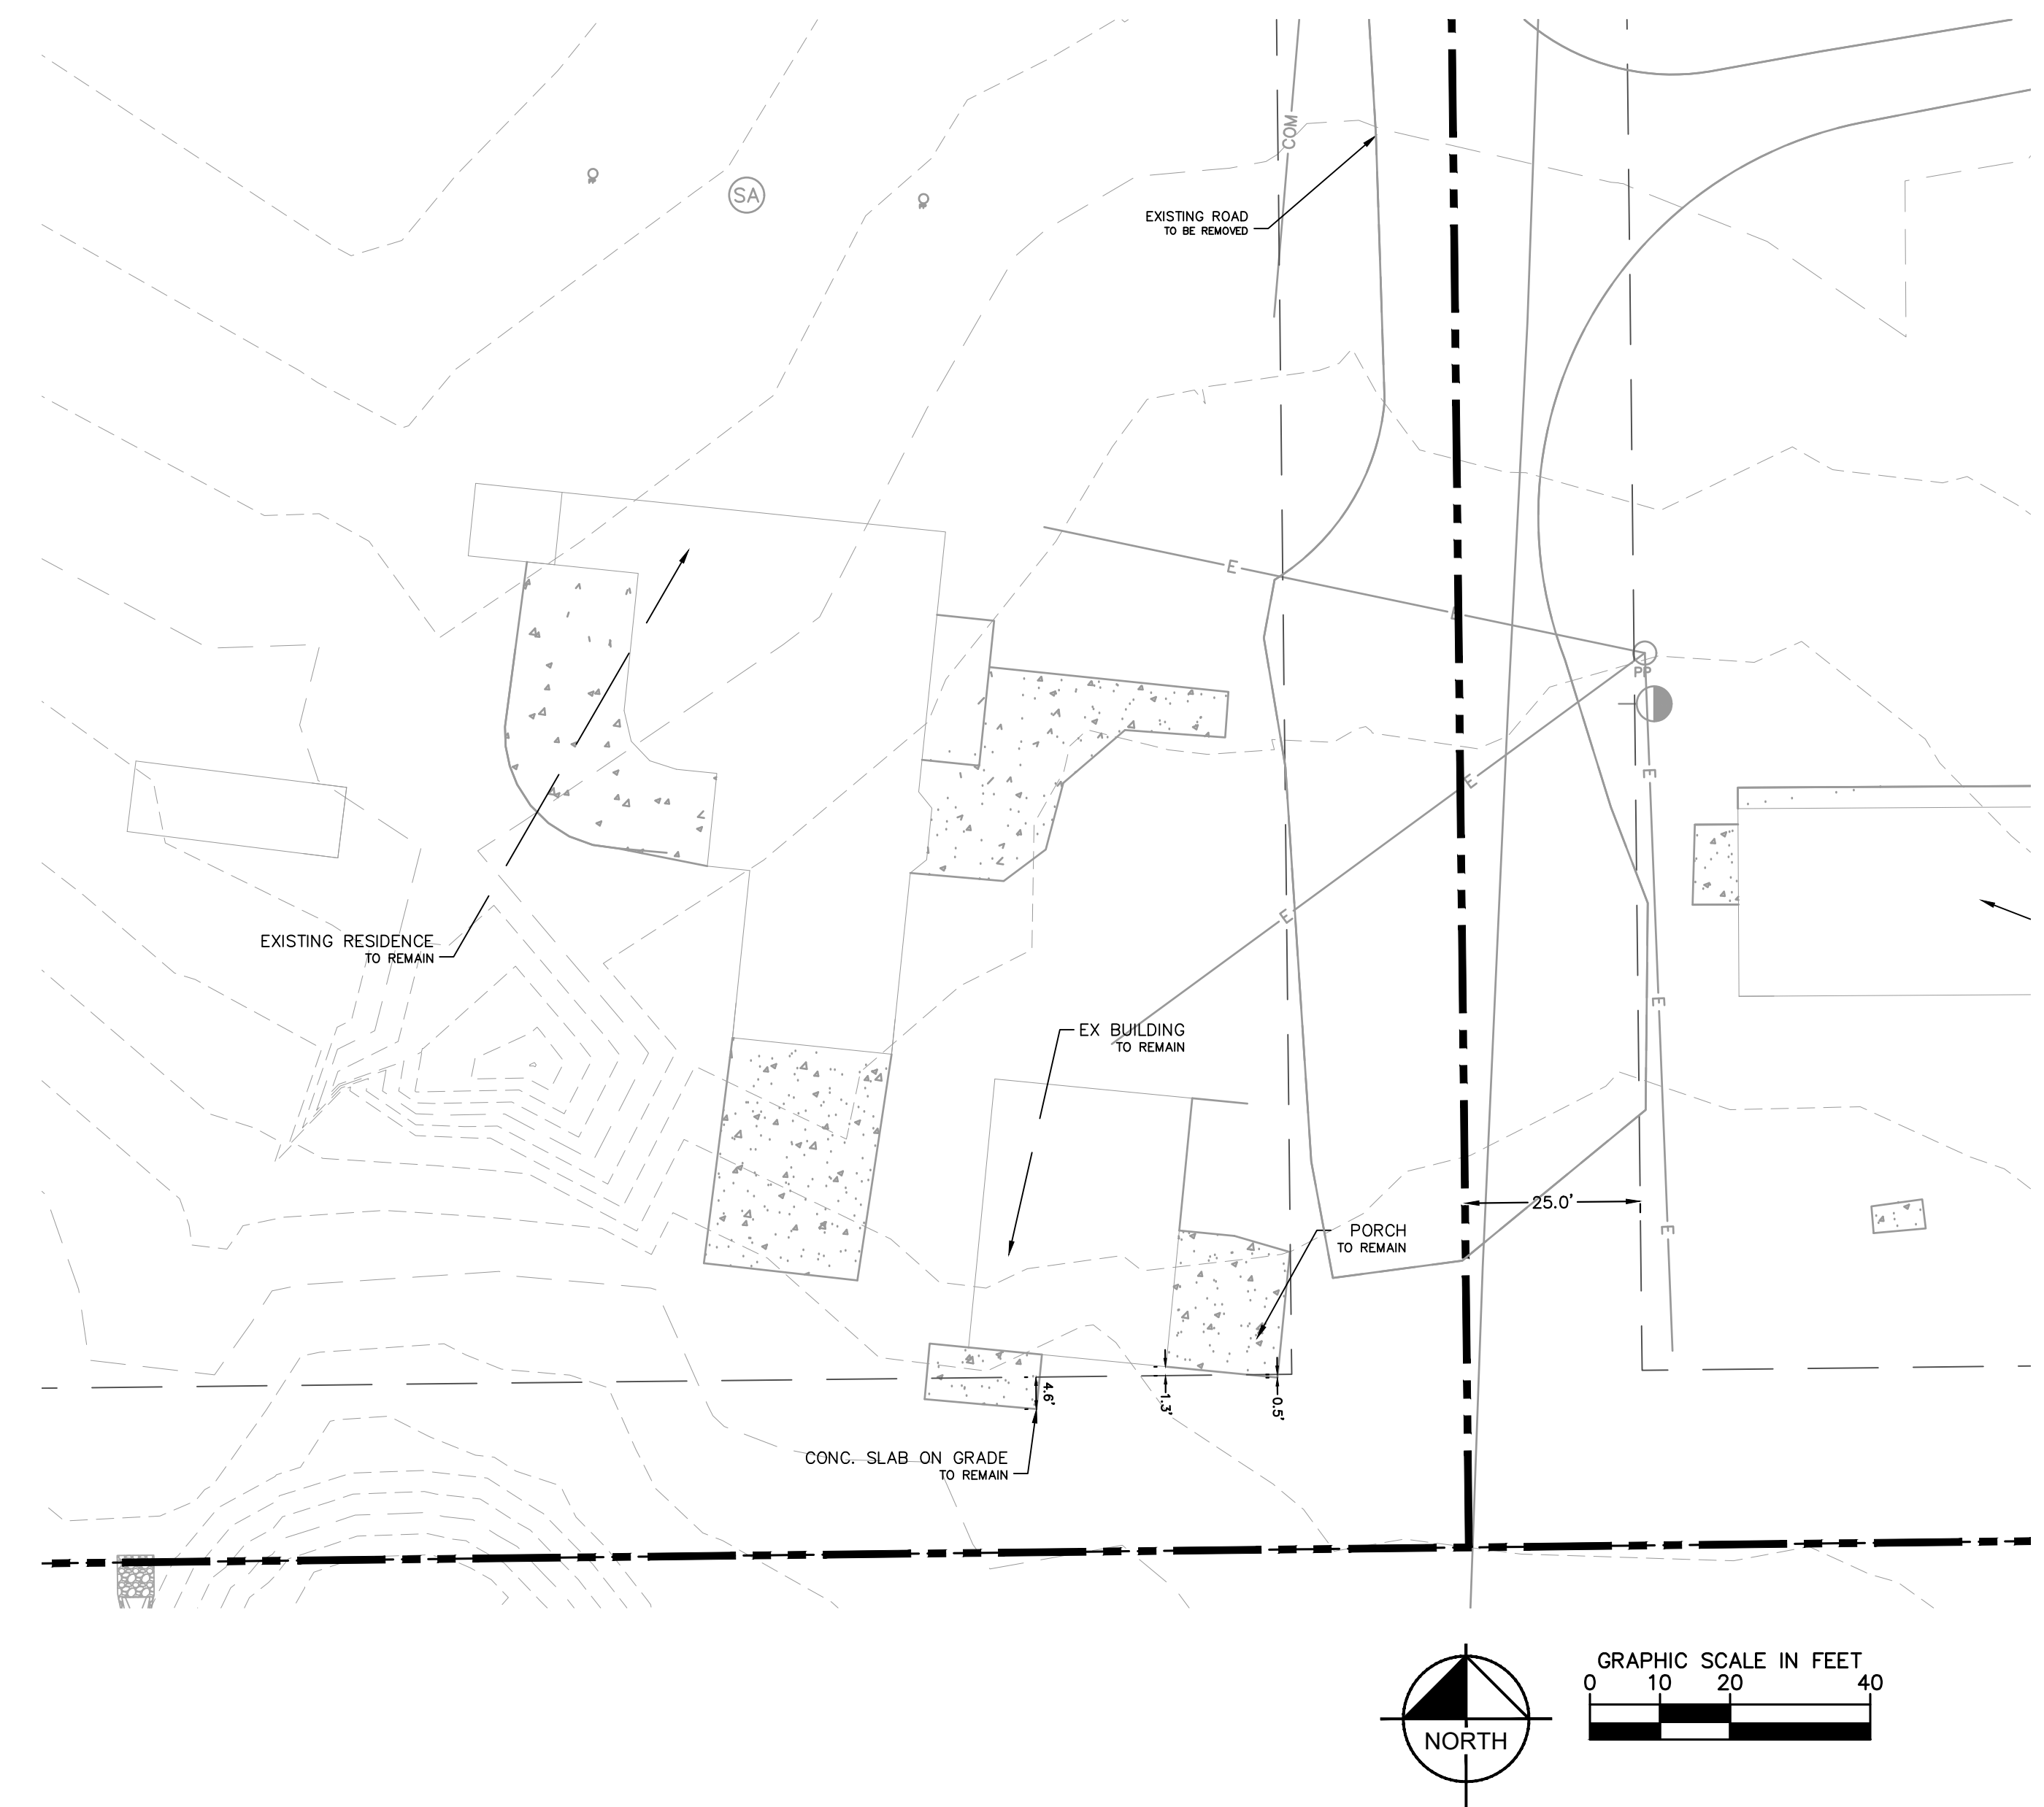 COM
SA
EXISTING ROAD
TO BE REMOVED
E
E
PP
E
E
E
EXISTING RESIDENCE
TO REMAIN
E
EX BUILDING
TO REMAIN
25.0'
PORCH
TO REMAIN
E
4.6'
1.3'
0.5'
CONC. SLAB ON GRADE
TO REMAIN
NORTH
GRAPHIC SCALE IN FEET
0 10 20 40